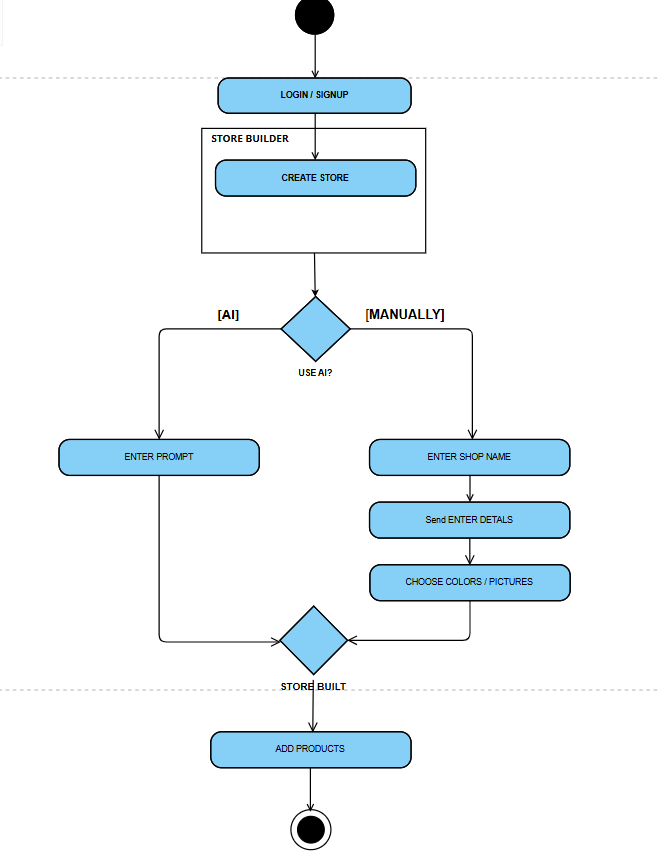 LOGIN / SIGNUP
STORE BUILDER
CREATE STORE
[AI]
[MANUALLY]
USE AI?
ENTER PROMPT
ENTER SHOP NAME
Send ENTER DETALS
CHOOSE COLORS / PICTURES
STORE BUILT
ADD PRODUCTS